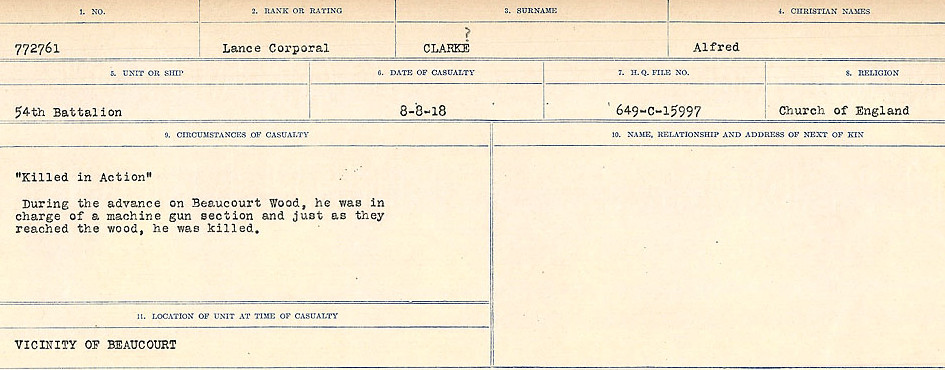 1. NO.
2. RANK OR RATING
3. SURNAME
4. CHRISTIAN NAMES
772761
Lance Corporal
?
CLARKE
Alfred
5. UNIT OR SHIP
6. DATE OF CASUALTY
7. H.Q. FILE NO.
8. RELIGION
54th Battalion
8-8-18
649-C-15997
Church of England
9. CIRCUMSTANCES OF CASUALTY
"Killed in Action"
During the advance on Beaucourt Wood, he was in
charge of a machine gun section and just as they
reached the wood, he was killed.
10. NAME, RELATIONSHIP AND ADDRESS OF NEXT OF KIN
11. LOCATION OF UNIT AT TIME OF CASUALTY
VICINITY OF BEAUCOURT